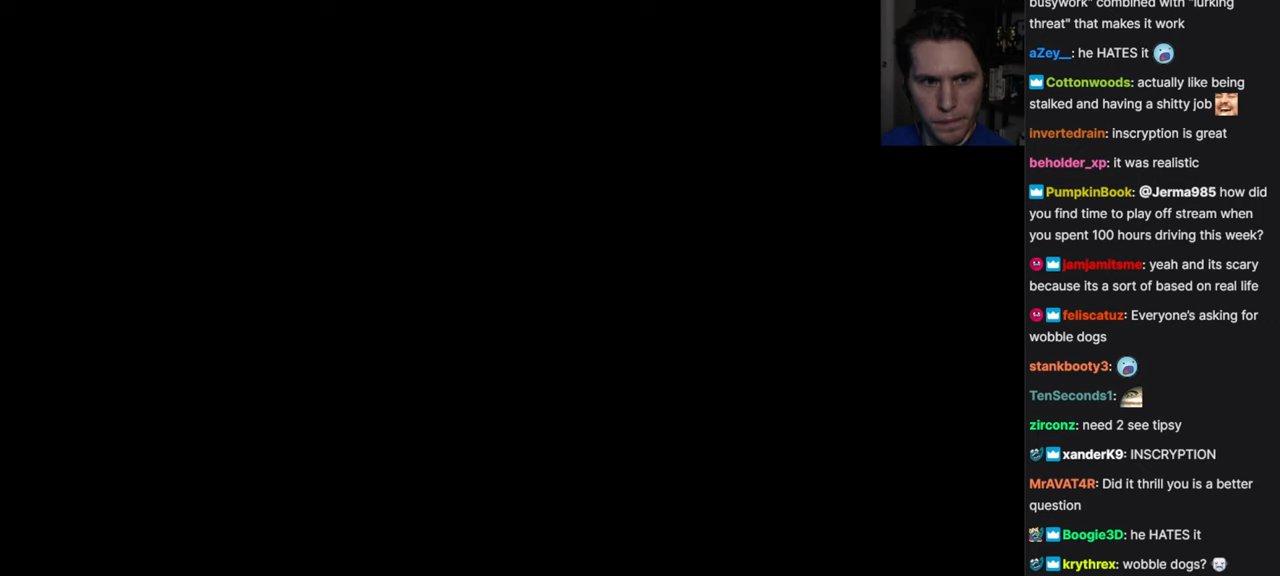 busywork" combined with "lurking
threat" that makes it work
aZey__: he HATES it
Cottonwoods: actually like being
stalked and having a shitty job
invertedrain: inscryption is great
beholder_xp: it was realistic
PumpkinBook: @Jerma985 how did
you find time to play off stream when
you spent 100 hours driving this week?
jamjamitsme: yeah and its scary
because its a sort of based on real life
feliscatuz: Everyone's asking for
wobble dogs
stankbooty3:
TenSeconds1:
zirconz: need 2 see tipsy
xanderK9: INSCRYPTION
MrAVAT4R: Did it thrill you is a better
question
Boogie3D: he HATES it
krythrex: wobble dogs?